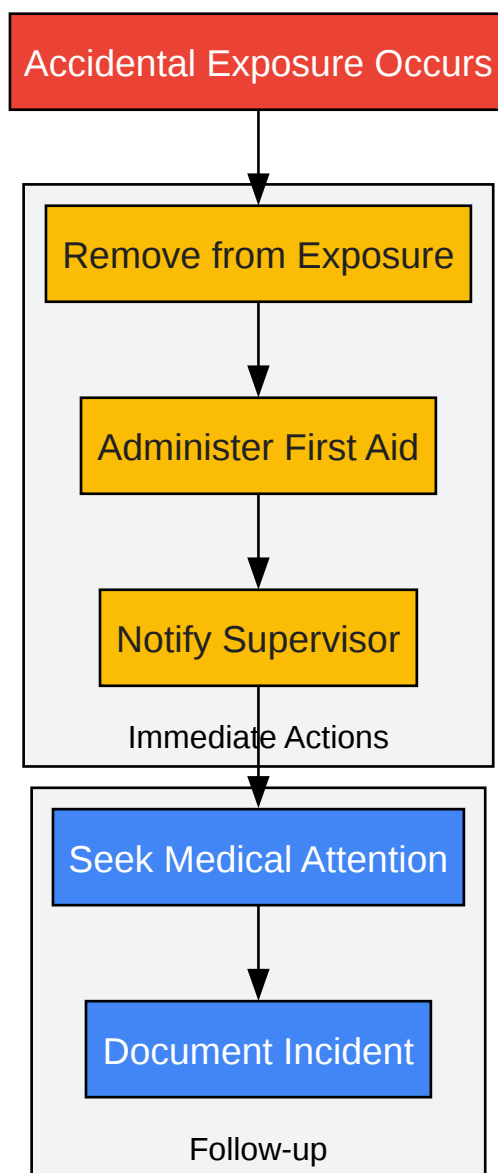 Accidental Exposure Occurs
Remove from Exposure
Administer First Aid
Notify Supervisor
Immediate Actions
Seek Medical Attention
Document Incident
Follow-up